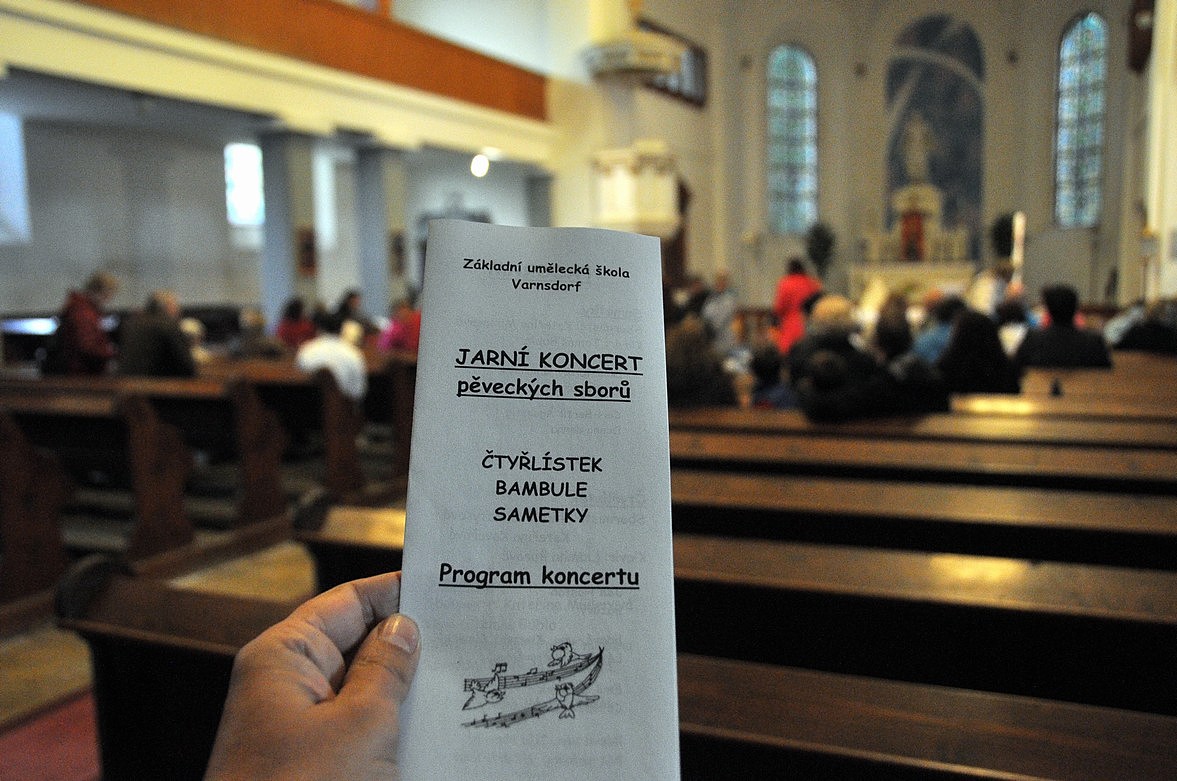 Základní umělecká škola
Varnsdorf
JARNÍ KONCERT
pěveckých sborů
ČTYŘLÍSTEK
BAMBULE
SAMETKY
Program koncertu